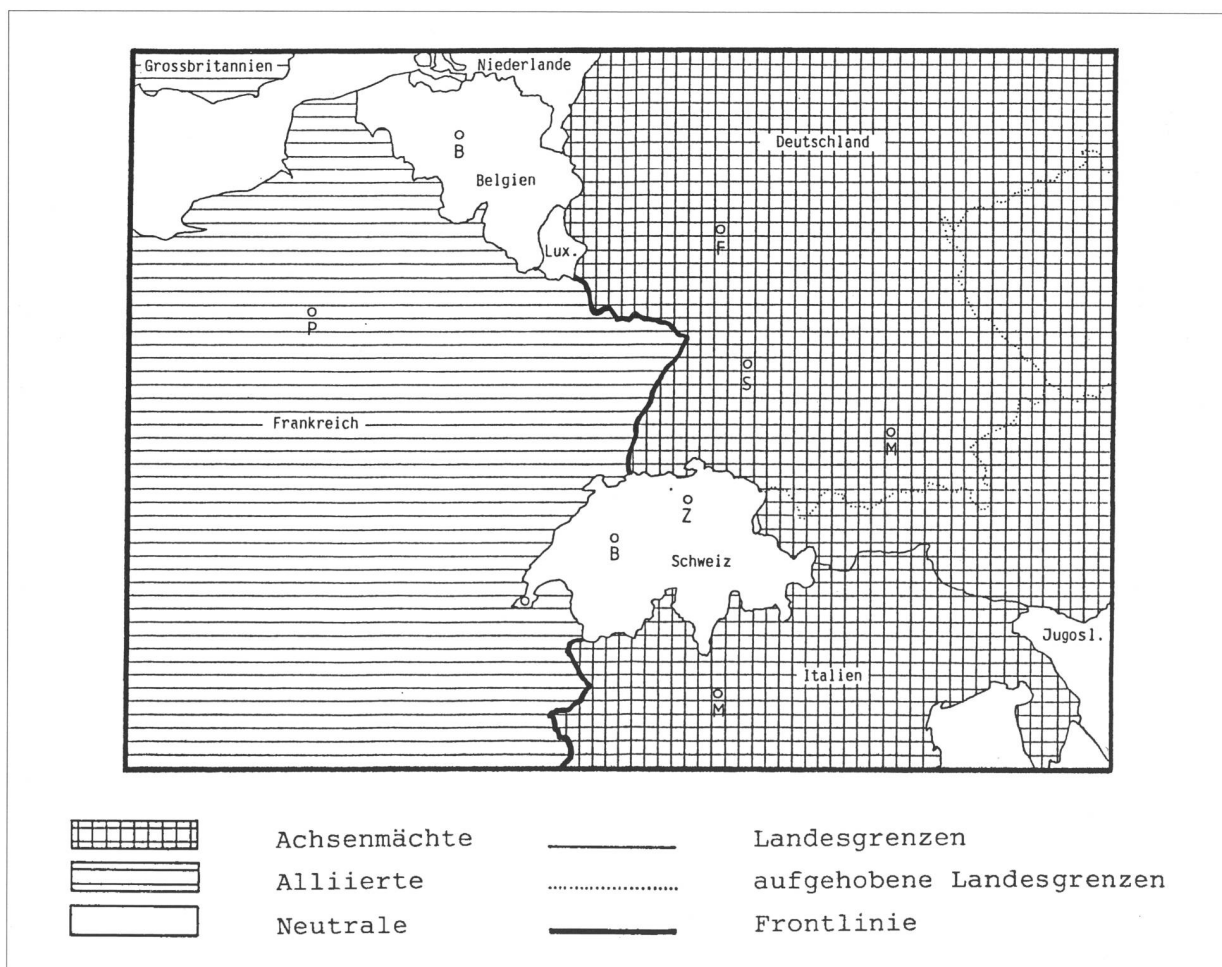 Grossbritannien
Niederlande
Deutschland
B
Belgien
F
Lux.
P
S
Frankreich
M
Z
B
Schweiz
Jugosl.
Italien
M
Achsenmächte
Landesgrenzen
Alliierte
aufgehobene Landesgrenzen
Neutrale
Frontlinie